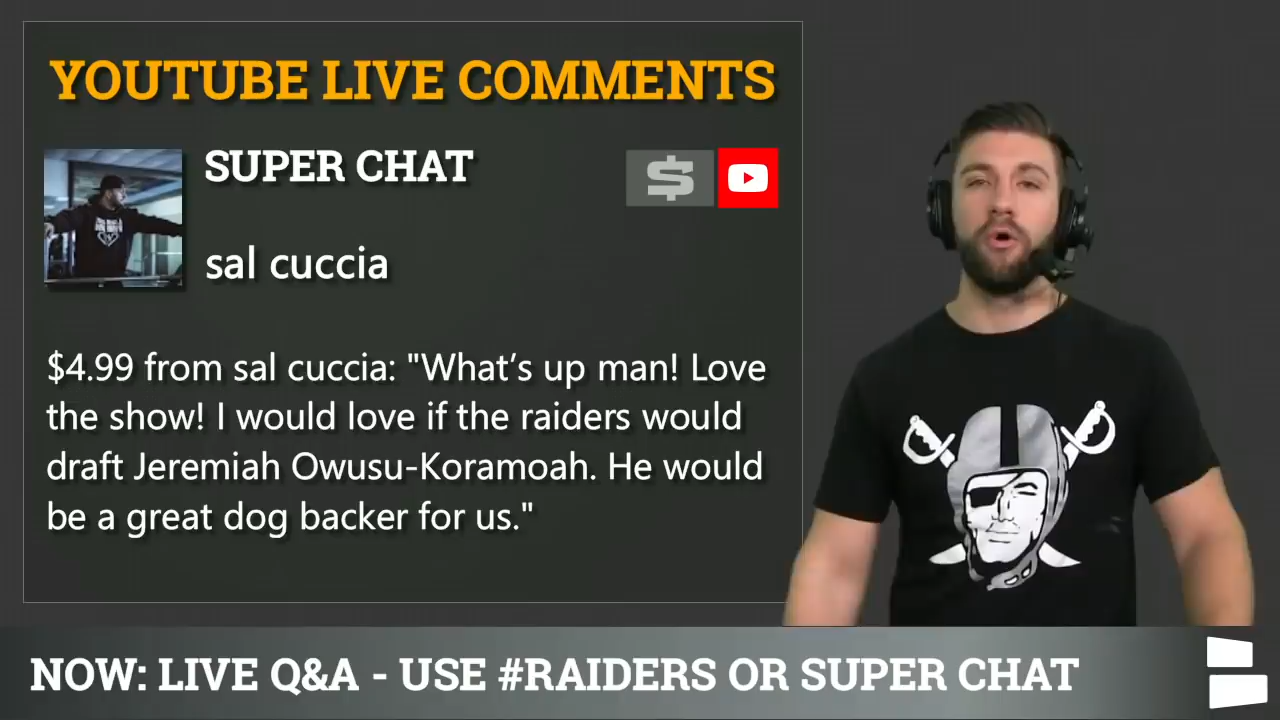 YOUTUBE LIVE COMMENTS
SUPER CHAT
sal cuccia
$4.99 from sal cuccia: "What's up man! Love
the show! I would love if the raiders would
draft Jeremiah Owusu-Koramoah. He would
be a great dog backer for us."
NOW: LIVE Q&A - USE #RAIDERS OR SUPER CHAT